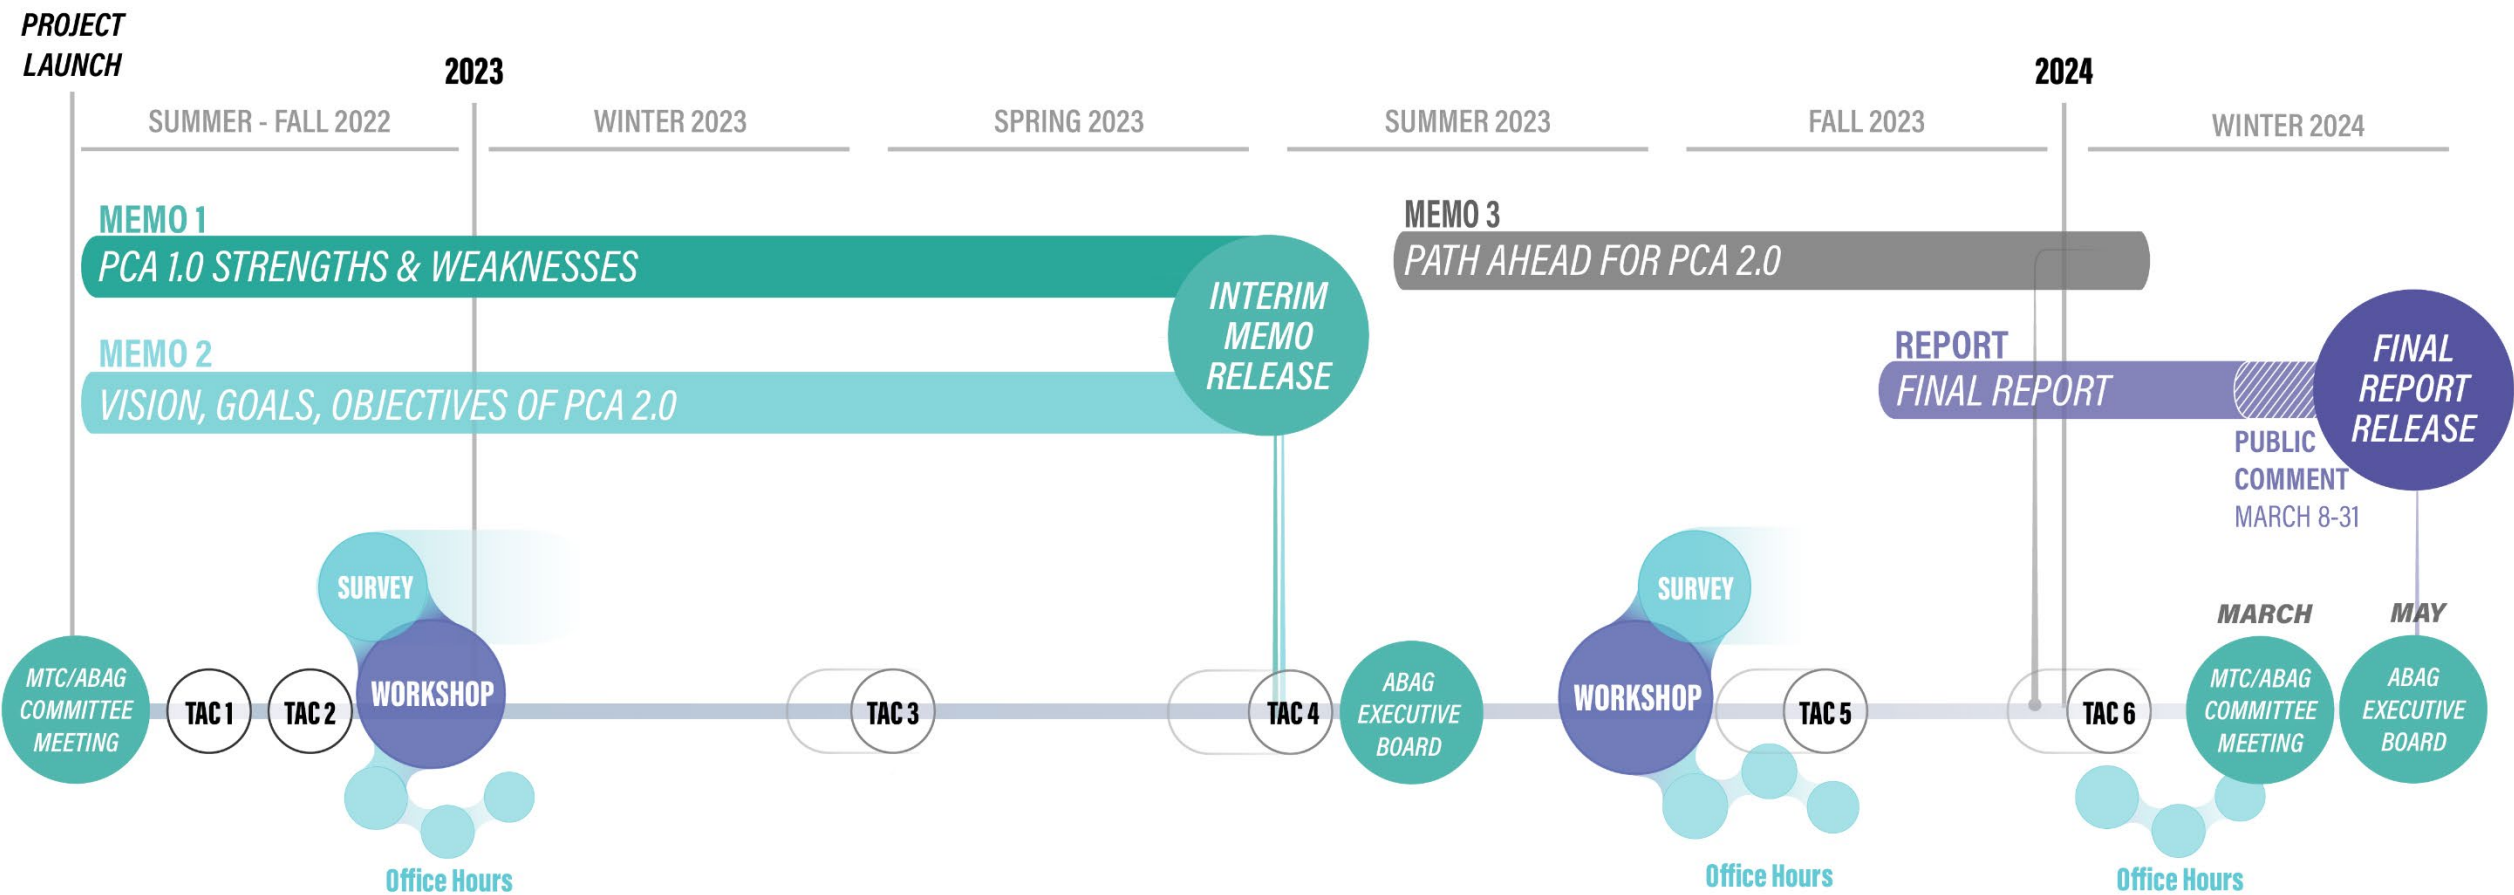 PROJECT
LAUNCH
2023
2024
SUMMER - FALL 2022
WINTER 2023
SPRING 2023
SUMMER 2023
FALL 2023
WINTER 2024
MEMO 1
PCA 1.0 STRENGTHS & WEAKNESSES
MEMO 2
VISION, GOALS, OBJECTIVES OF PCA 2.0
INTERIM
MEMO
RELEASE
MEMO 3
PATH AHEAD FOR PCA 2.0
REPORT
FINAL REPORT
FINAL
REPORT
RELEASE
PUBLIC
COMMENT
MARCH 8-31
MTC/ABAG
COMMITTEE
MEETING
TAC 1
TAC 2
SURVEY
WORKSHOP
Office Hours
TAC 3
TAC 4
ABAG
EXECUTIVE
BOARD
SURVEY
WORKSHOP
Office Hours
TAC 5
TAC 6
MARCH
MTC/ABAG
COMMITTEE
MEETING
Office Hours
MAY
ABAG
EXECUTIVE
BOARD